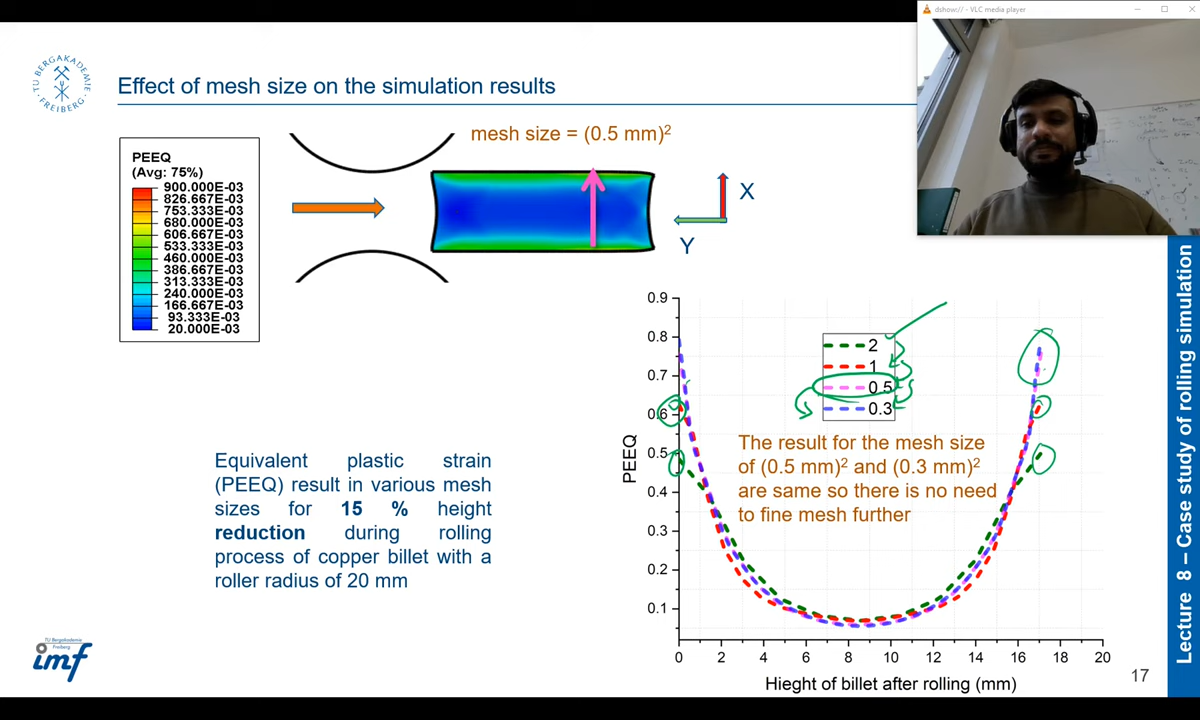 dshow:// - VLC media player
TU BERGAKADEMIE
FREIBERG
Effect of mesh size on the simulation results
mesh size = (0.5 mm)²
PEEQ
(Avg: 75%)
900.000E-03
826.667E-03
753.333E-03
680.000E-03
606.667E-03
533.333E-03
460.000E-03
386.667E-03
313.333E-03
240.000E-03
166.667E-03
93.333E-03
20.000E-03
X
Y
Equivalent plastic strain
(PEEQ) result in various mesh
sizes for 15 % height
reduction during rolling
process of copper billet with a
roller radius of 20 mm
PEEQ
0.9
0.8
0.7
0.6
0.5
0.4
0.3
0.2
0.1
2
1
0.5
0.3
The result for the mesh size
of (0.5 mm)² and (0.3 mm)²
are same so there is no need
to fine mesh further
0 2 4 6 8 10 12 14 16 18 20
Hieght of billet after rolling (mm)
Lecture 8 – Case study of rolling simulation
TU Bergakademie
Freiberg
imf
17